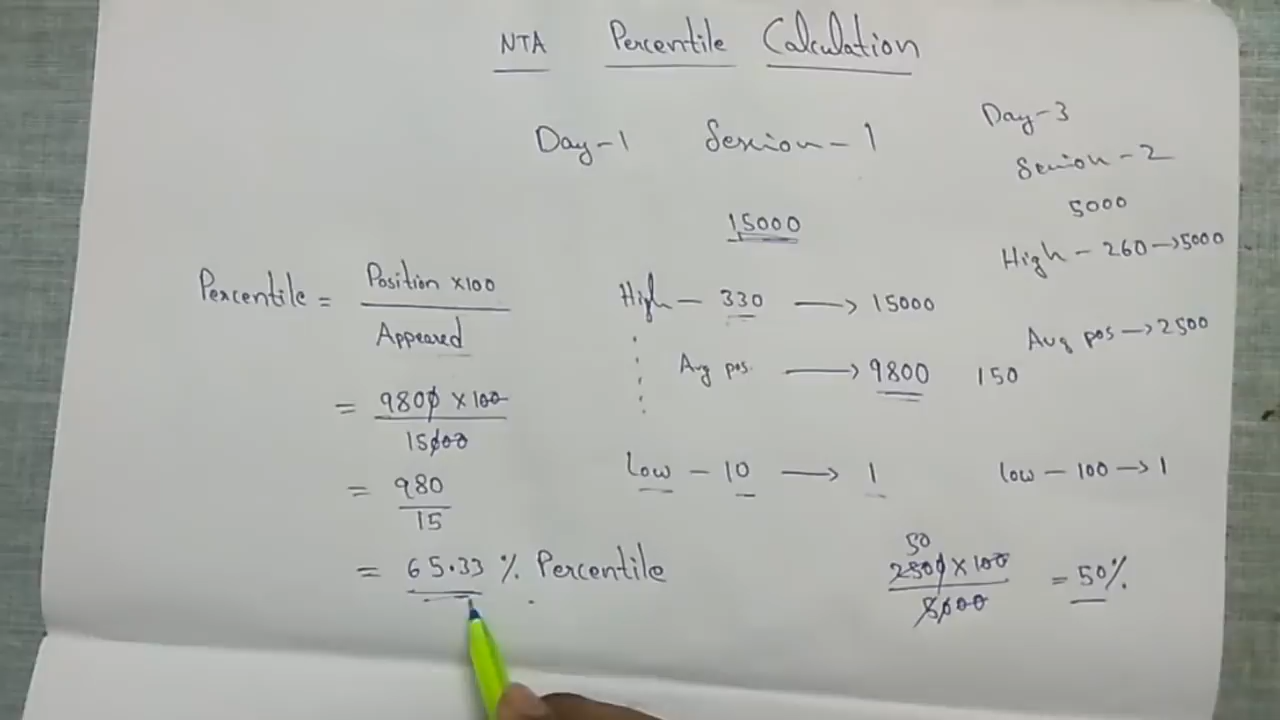 NTA Percentile Calculation
Day-1 Session-1
15000
Percentile = Position x100
Appeared
= 9800 x 100
15000
= 980
15
= 65.33 % Percentile
High - 330 → 15000
Avg pos. → 9800 150
Low - 10 → 1
Day-3
Session-2
5000
High - 260 → 5000
Avg pos → 2500
low - 100 → 1
50
2500 x 100 = 50%
5000